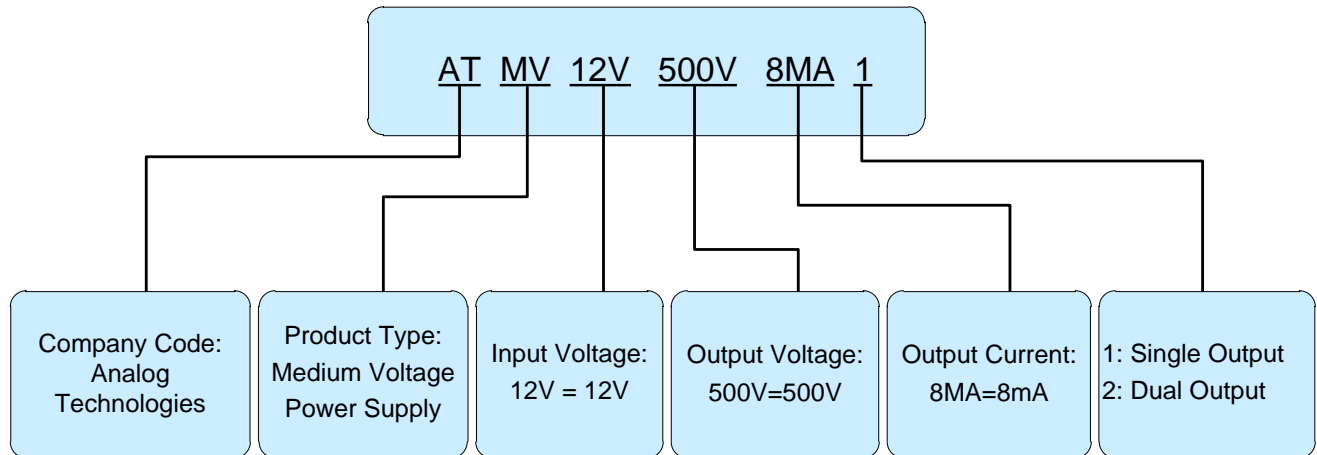 AT MV 12V 500V 8MA 1
Company Code:
Analog
Technologies
Product Type:
Medium Voltage
Power Supply
Input Voltage:
12V = 12V
Output Voltage:
500V=500V
Output Current:
8MA=8mA
1: Single Output
2: Dual Output